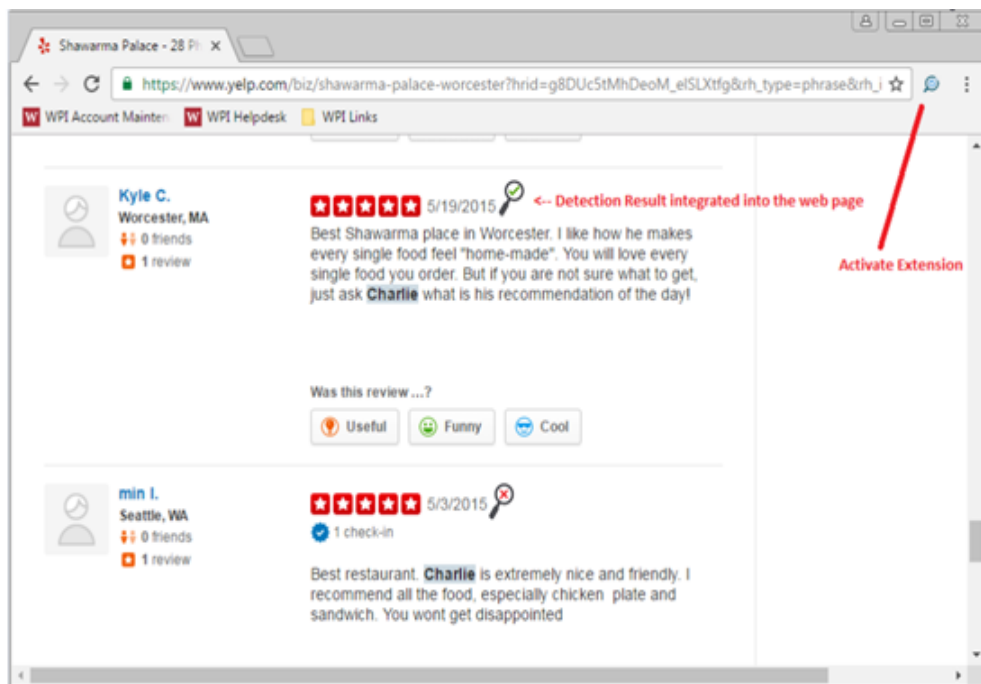 Shawarma Palace - 28 Ph
https://www.yelp.com/biz/shawarma-palace-worcester?hrid=g8DUc5tMhDeoM_elSLXtfg&rh_type=phrase&rh_i
WPI Account Mainten WPI Helpdesk WPI Links
Kyle C.
Worcester, MA
0 friends
1 review
5/19/2015 <-- Detection Result integrated into the web page
Best Shawarma place in Worcester. I like how he makes
every single food feel "home-made". You will love every
single food you order. But if you are not sure what to get,
just ask Charlie what is his recommendation of the day!
Activate Extension
Was this review ...?
Useful Funny Cool
min l.
Seattle, WA
0 friends
1 review
5/3/2015
1 check-in
Best restaurant. Charlie is extremely nice and friendly. I
recommend all the food, especially chicken plate and
sandwich. You wont get disappointed